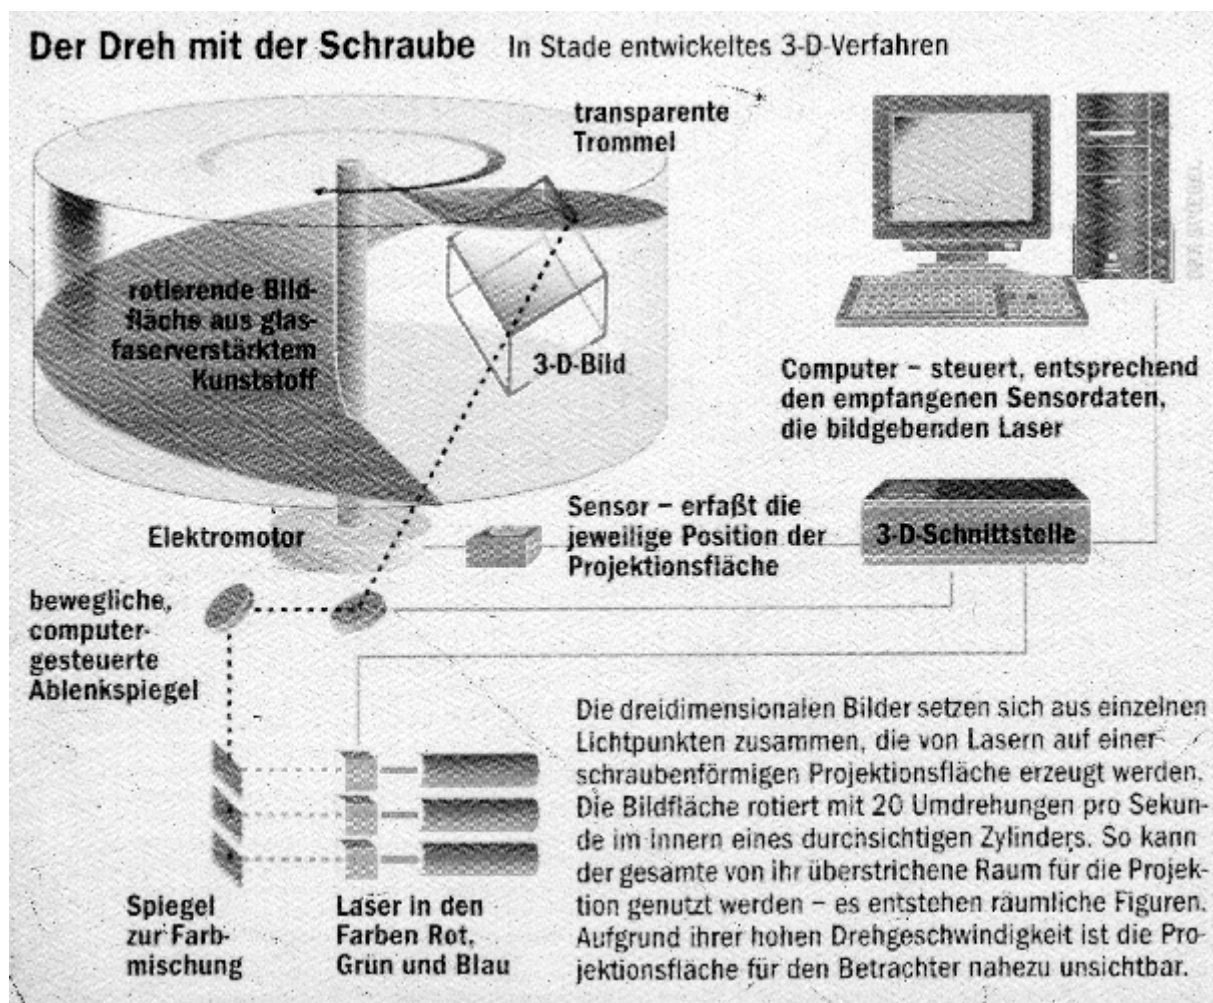 Der Dreh mit der Schraube In Stade entwickeltes 3-D-Verfahren
transparente
Trommel
rotierende Bild-
fläche aus glas-
faserverstärktem
Kunststoff
3-D-Bild
Computer – steuert, entsprechend
den empfangenen Sensordaten,
die bildgebenden Laser
Elektromotor
Sensor – erfaßt die
jeweilige Position der
Projektionsfläche
3-D-Schnittstelle
bewegliche,
computer-
gesteuerte
Ablenkspiegel
Spiegel
zur Farb-
mischung
Laser in den
Farben Rot,
Grün und Blau
Die dreidimensionalen Bilder setzen sich aus einzelnen
Lichtpunkten zusammen, die von Lasern auf einer
schraubenförmigen Projektionsfläche erzeugt werden.
Die Bildfläche rotiert mit 20 Umdrehungen pro Sekun-
de im Innern eines durchsichtigen Zylinders. So kann
der gesamte von ihr überstrichene Raum für die Projek-
tion genutzt werden – es entstehen räumliche Figuren.
Aufgrund ihrer hohen Drehgeschwindigkeit ist die Pro-
jektionsfläche für den Betrachter nahezu unsichtbar.